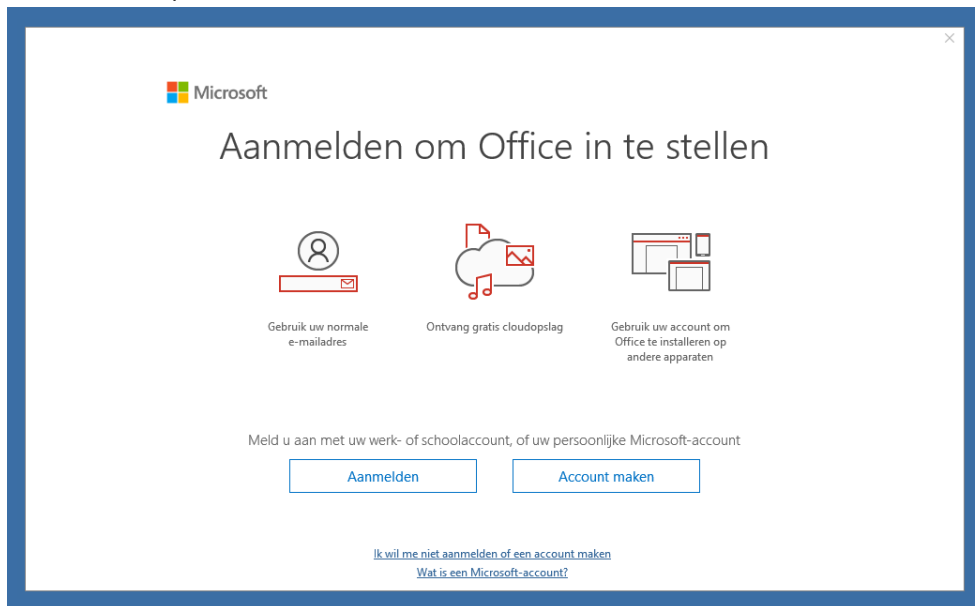 Microsoft
Aanmelden om Office in te stellen
Gebruik uw normale
e-mailadres
Ontvang gratis cloudopslag
Gebruik uw account om
Office te installeren op
andere apparaten
Meld u aan met uw werk- of schoolaccount, of uw persoonlijke Microsoft-account
Aanmelden
Account maken
Ik wil me niet aanmelden of een account maken
Wat is een Microsoft-account?